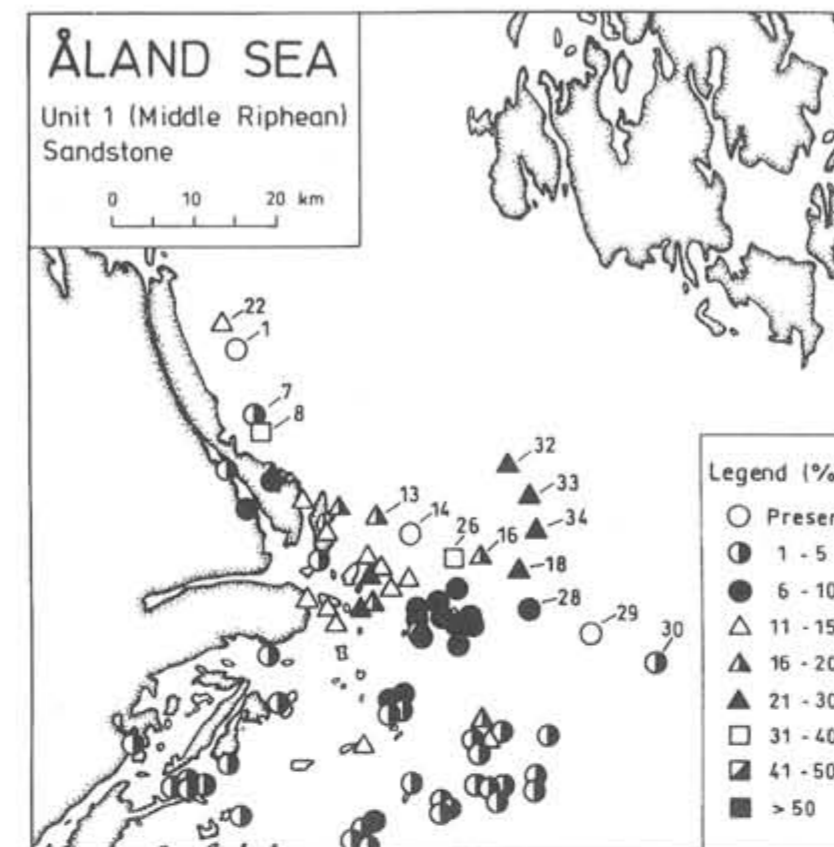 ÅLAND SEA
Unit 1 (Middle Riphean)
Sandstone
0 10 20 km
22
1
7
8
32
33
13
14
34
26
16
18
28
29
30
Legend (%
Presen
1 - 5
6 - 10
11 - 15
16 - 20
21 - 30
31 - 40
41 - 50
> 50